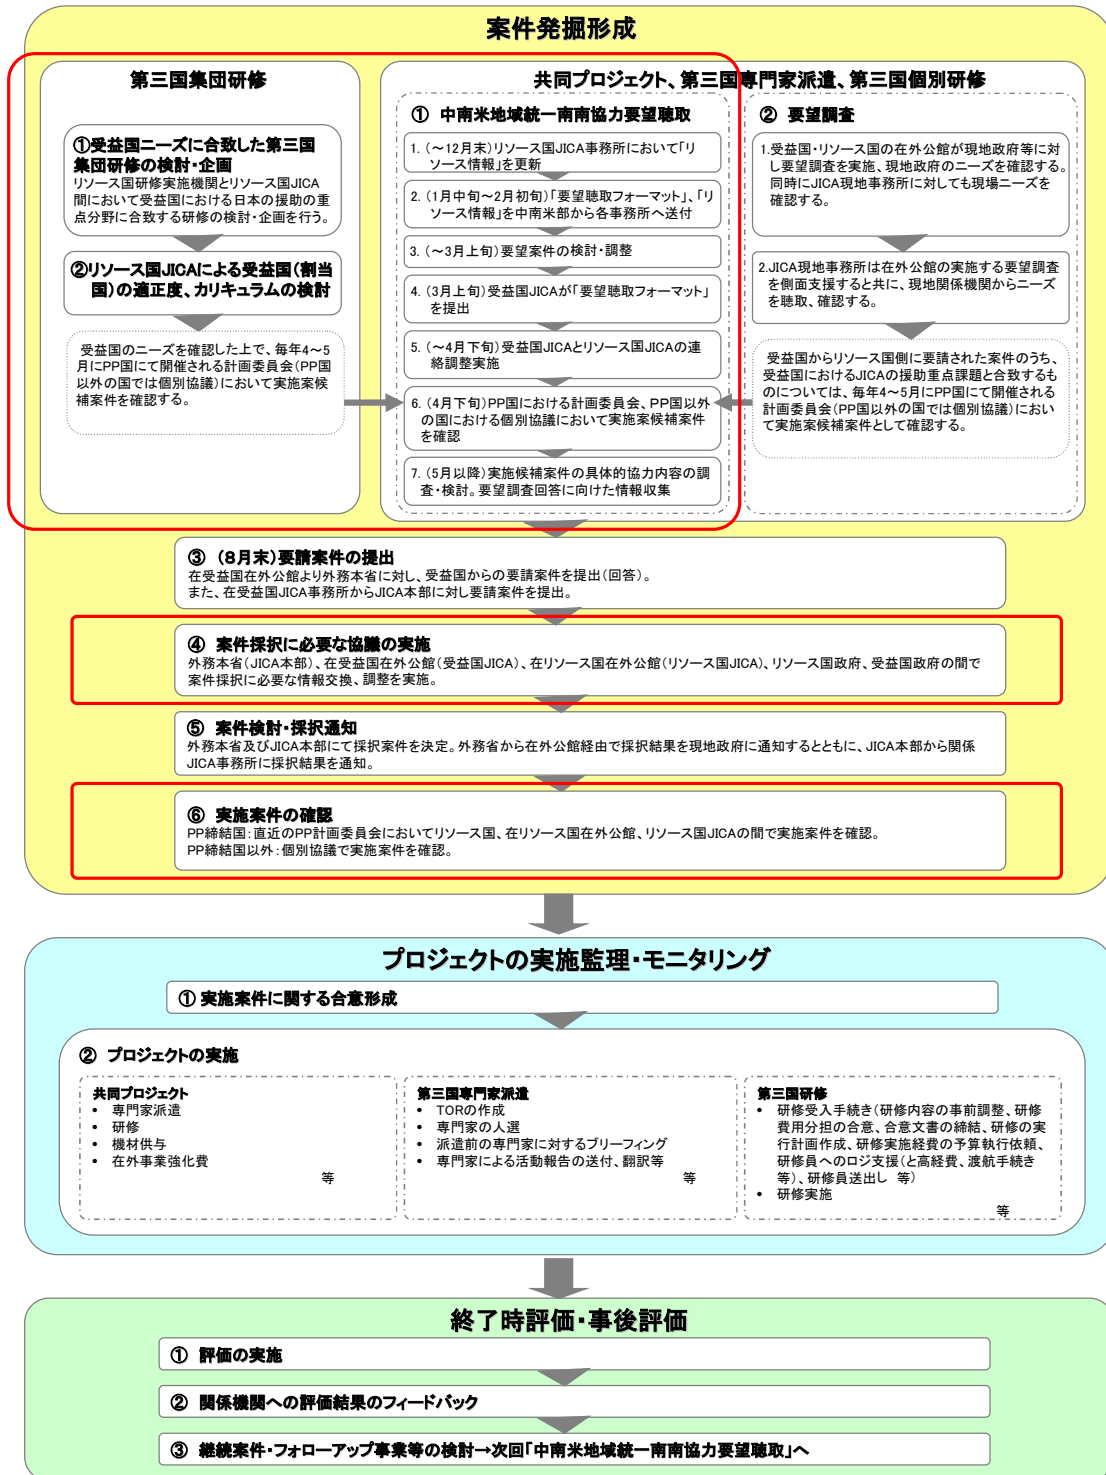 案件発掘形成
第三国集団研修
①受益国ニーズに合致した第三国
集団研修の検討・企画
リソース国研修実施機関とリソース国JICA
間において受益国における日本の援助の重
点分野に合致する研修の検討・企画を行う。
②リソース国JICAによる受益国(割当
国)の適正度、カリキュラムの検討
受益国のニーズを確認した上で、毎年4～5
月にPP国にて開催される計画委員会(PP国
以外の国では個別協議)において実施案候
補案件を確認する。
共同プロジェクト、第三国専門家派遣、第三国個別研修
① 中南米地域統一南南協力要望聴取
1. (～12月末)リソース国JICA事務所において「リ
ソース情報」を更新
2. (1月中旬～2月初旬)「要望聴取フォーマット」、「リ
ソース情報」を中南米部から各事務所へ送付
3. (～3月上旬)要望案件の検討・調整
4. (3月上旬)受益国JICAが「要望聴取フォーマット」
を提出
5. (～4月下旬)受益国JICAとリソース国JICAの連
絡調整実施
6. (4月下旬)PP国における計画委員会、PP国以外
の国における個別協議において実施案候補案件
を確認
7. (5月以降)実施候補案件の具体的協力内容の調
査・検討。要望調査回答に向けた情報収集
② 要望調査
1.受益国・リソース国の在外公館が現地政府等に対
し要望調査を実施、現地政府のニーズを確認する。
同時にJICA現地事務所に対しても現場ニーズを
確認する。
2.JICA現地事務所は在外公館の実施する要望調査
を側面支援すると共に、現地関係機関からニーズ
を聴取、確認する。
受益国からリソース国側に要請された案件のうち、
受益国におけるJICAの援助重点課題と合致するも
のについては、毎年4～5月にPP国にて開催される
計画委員会(PP国以外の国では個別協議)におい
て実施案候補案件として確認する。
③ (8月末)要請案件の提出
在受益国在外公館より外務本省に対し、受益国からの要請案件を提出(回答)。
また、在受益国JICA事務所からJICA本部に対し要請案件を提出。
④ 案件採択に必要な協議の実施
外務本省(JICA本部)、在受益国在外公館(受益国JICA)、在リソース国在外公館(リソース国JICA)、リソース国政府、受益国政府の間で
案件採択に必要な情報交換、調整を実施。
⑤ 案件検討・採択通知
外務本省及びJICA本部にて採択案件を決定。外務省から在外公館経由で採択結果を現地政府に通知するとともに、JICA本部から関係
JICA事務所に採択結果を通知。
⑥ 実施案件の確認
PP締結国:直近のPP計画委員会においてリソース国、在リソース国在外公館、リソース国JICAの間で実施案件を確認。
PP締結国以外:個別協議で実施案件を確認。
プロジェクトの実施監理・モニタリング
① 実施案件に関する合意形成
② プロジェクトの実施
共同プロジェクト
• 専門家派遣
• 研修
• 機材供与
• 在外事業強化費
等
第三国専門家派遣
• TORの作成
• 専門家の人選
• 派遣前の専門家に対するブリーフィング
• 専門家による活動報告の送付、翻訳等
等
第三国研修
• 研修受入手続き(研修内容の事前調整、研修
費用分担の合意、合意文書の締結、研修の実
行計画作成、研修実施経費の予算執行依頼、
研修員へのロジ支援(と高経費、渡航手続き
等)、研修員送出し 等)
• 研修実施
等
終了時評価・事後評価
① 評価の実施
② 関係機関への評価結果のフィードバック
③ 継続案件・フォローアップ事業等の検討→次回「中南米地域統一南南協力要望聴取」へ